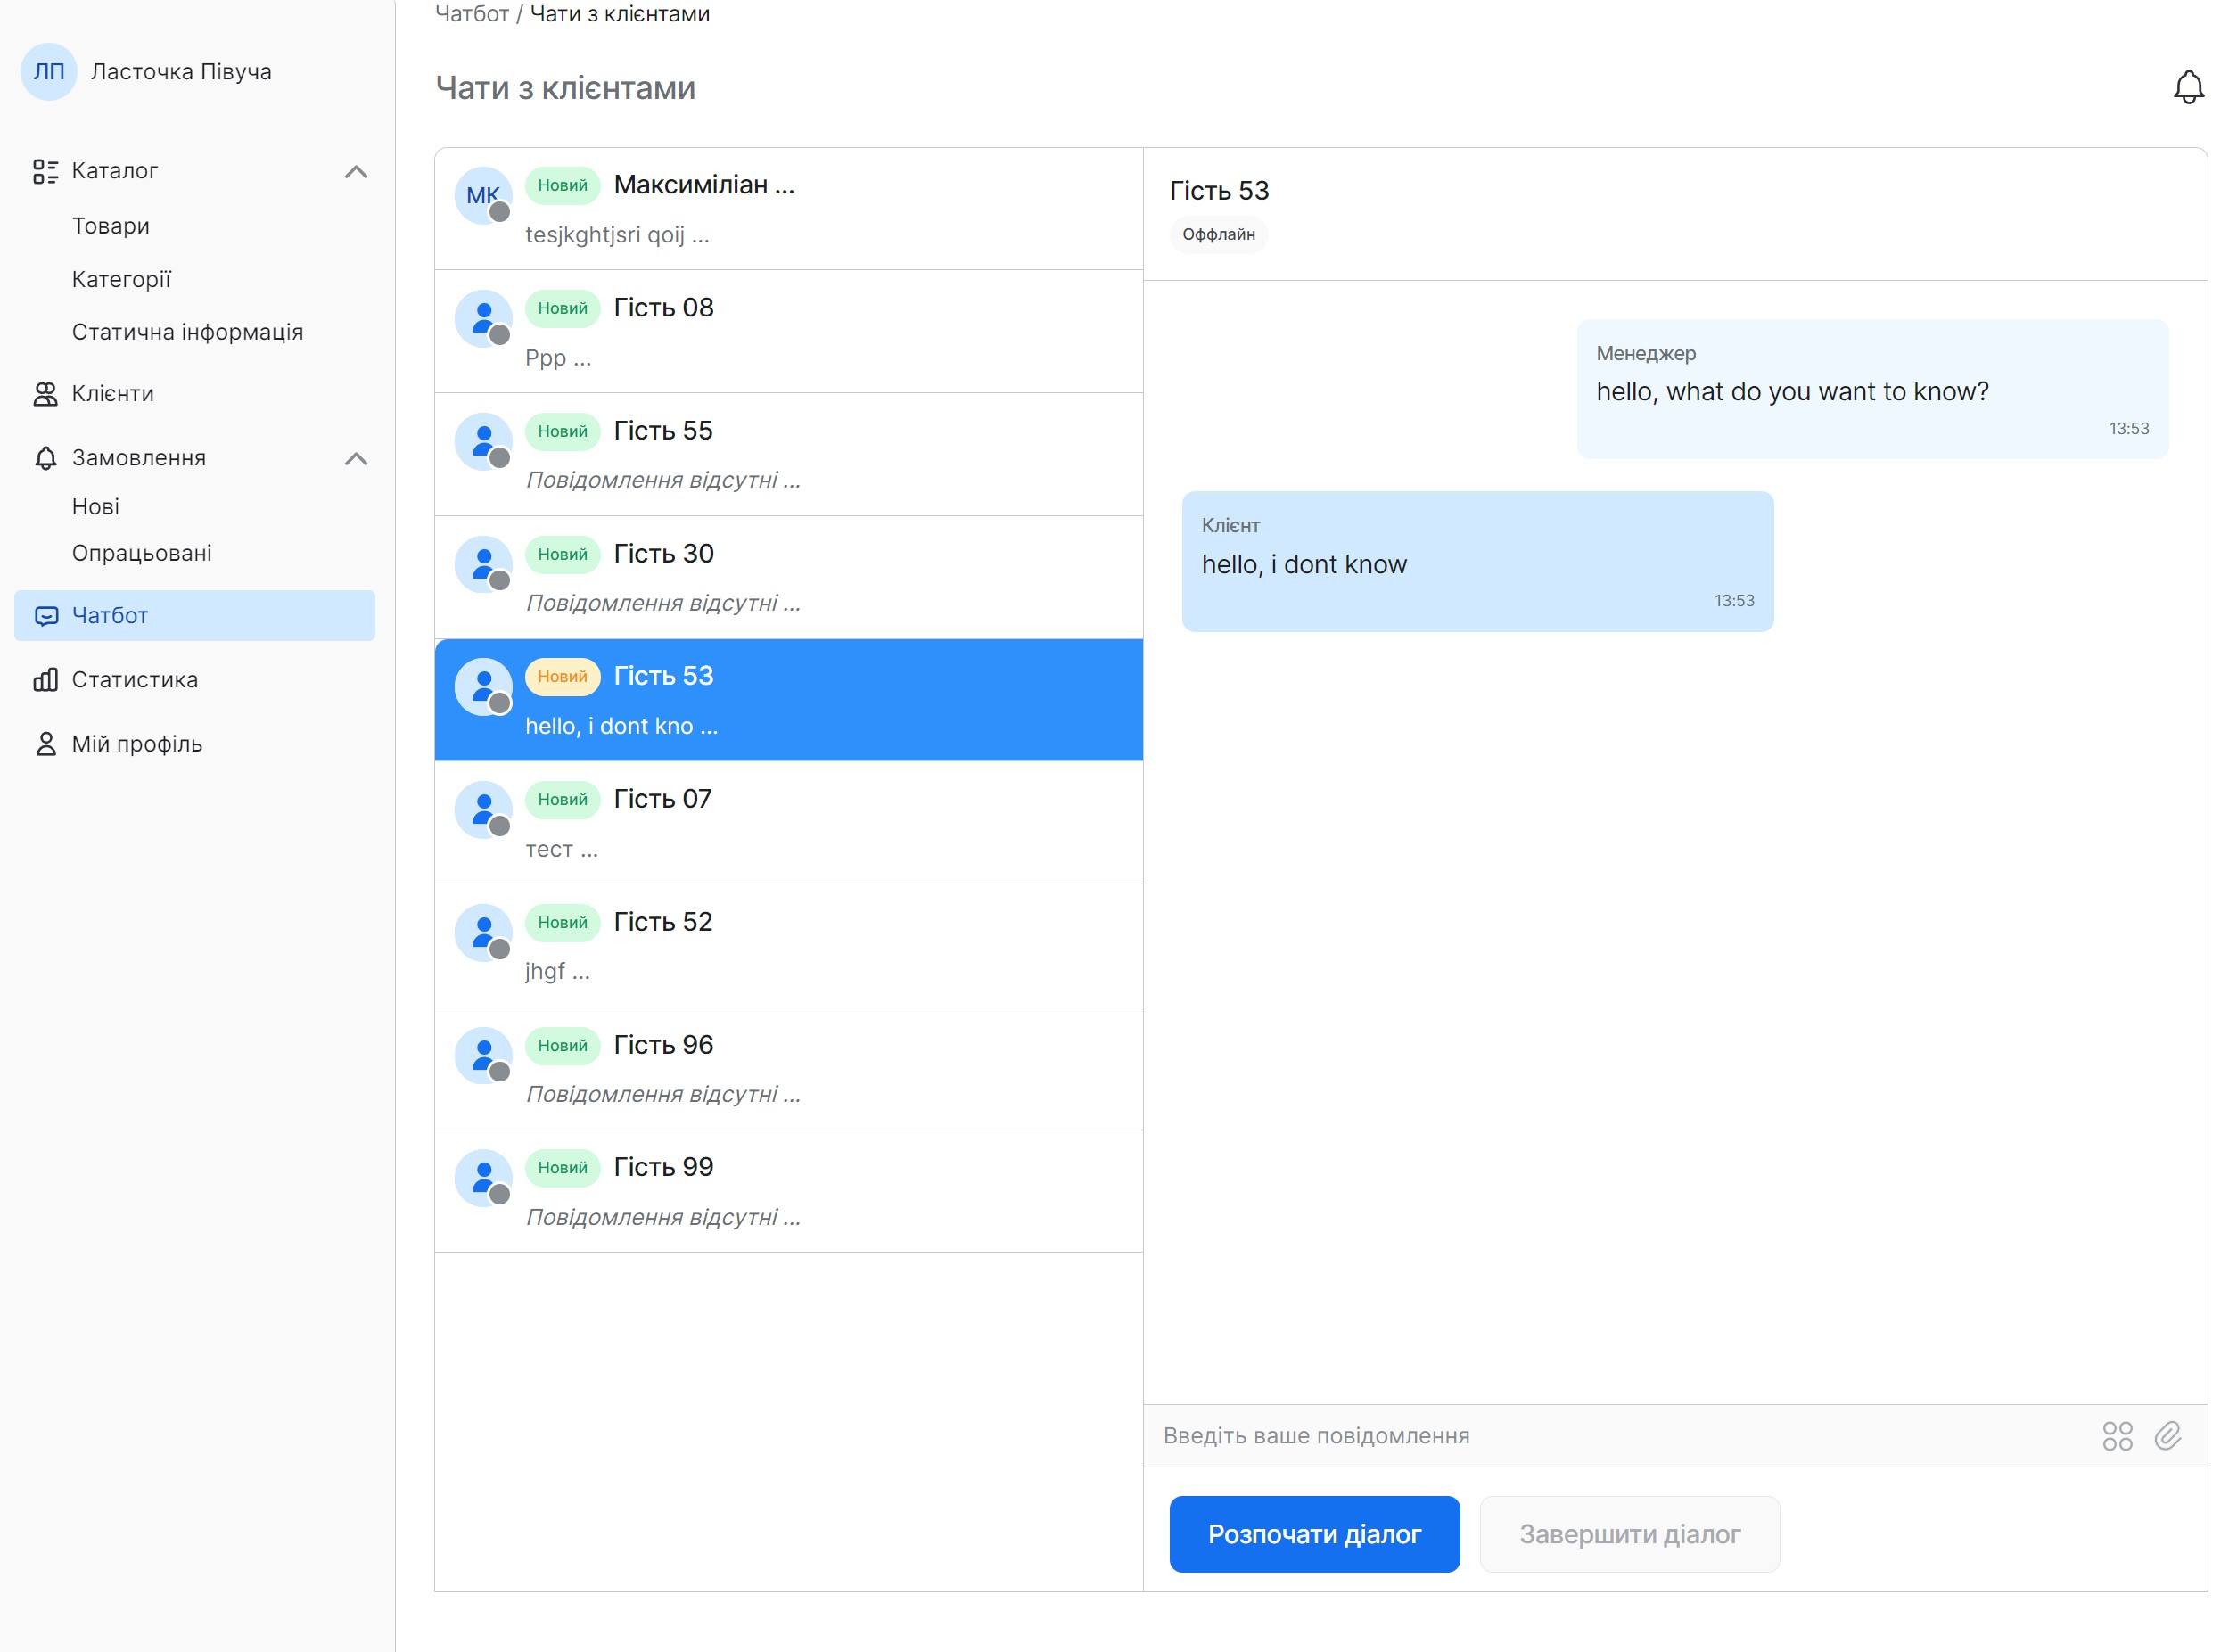 Чатбот / Чати з клієнтами
ЛП Ласточка Півуча
Чати з клієнтами
Каталог
Товари
Категорії
Статична інформація
Клієнти
Замовлення
Нові
Опрацьовані
Чатбот
Статистика
Мій профіль
МК Новий Максиміліан ...
tesjkghtjsri qoij ...
Новий Гість 08
Ppp ...
Новий Гість 55
Повідомлення відсутні ...
Новий Гість 30
Повідомлення відсутні ...
Новий Гість 53
hello, i dont kno ...
Новий Гість 07
тест ...
Новий Гість 52
jhgf ...
Новий Гість 96
Повідомлення відсутні ...
Новий Гість 99
Повідомлення відсутні ...
Гість 53
Оффлайн
Менеджер
hello, what do you want to know?
13:53
Клієнт
hello, i dont know
13:53
Введіть ваше повідомлення
Розпочати діалог Завершити діалог